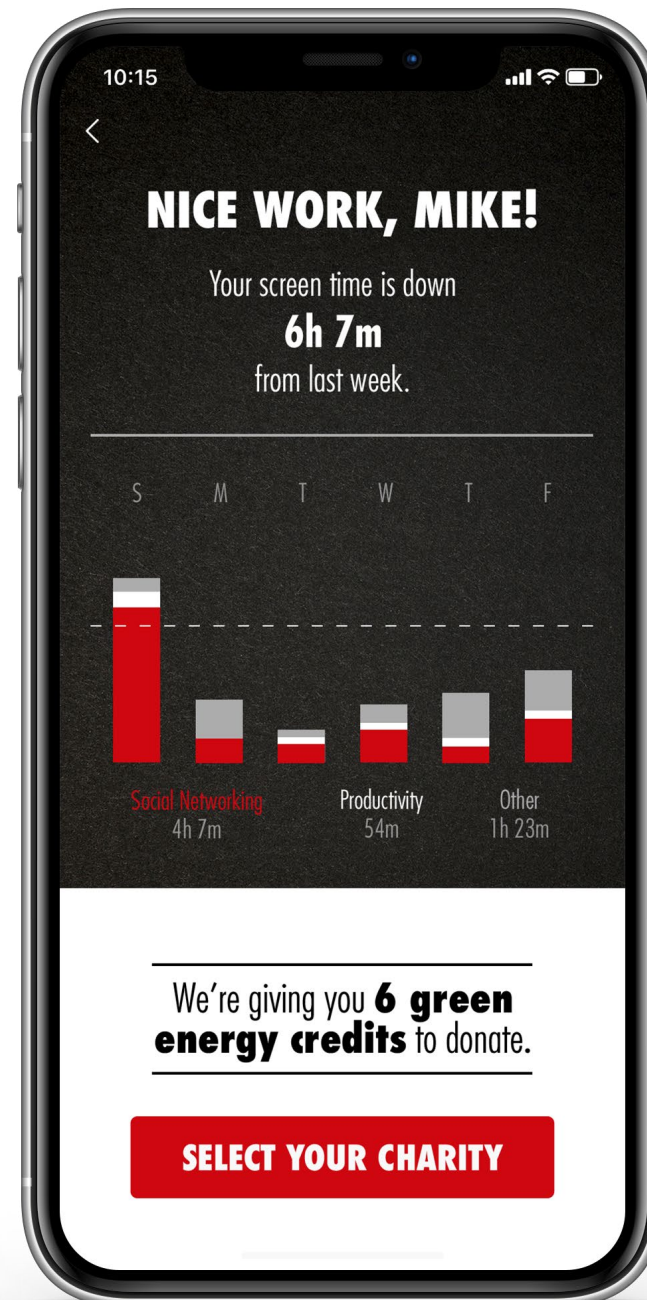 10:15
NICE WORK, MIKE!
Your screen time is down
6h 7m
from last week.
S M T W T F
Social Networking Productivity Other
4h 7m 54m 1h 23m
We’re giving you 6 green
energy credits to donate.
SELECT YOUR CHARITY